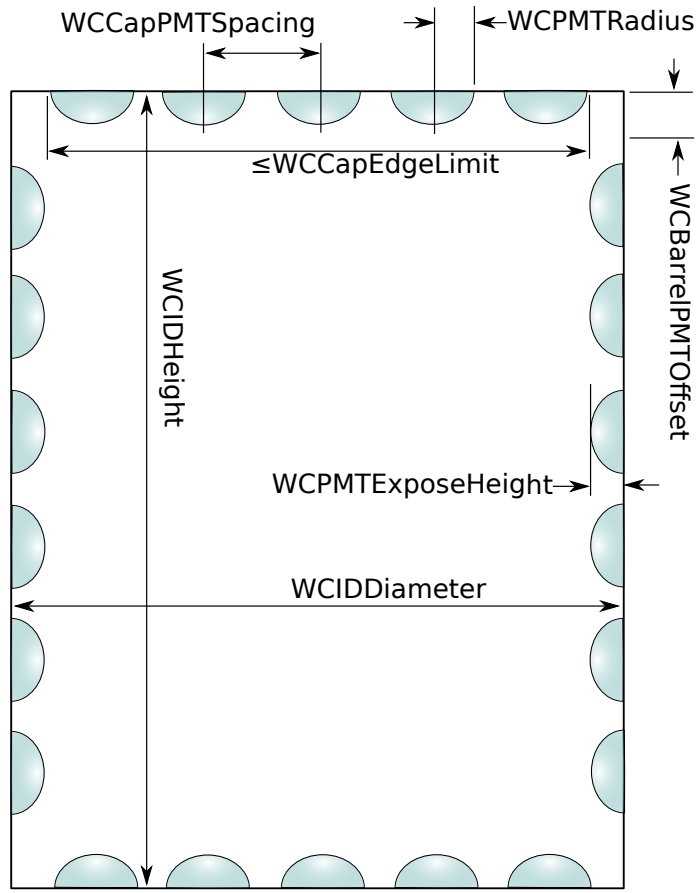 WCCapPMTSpacing
WCPMTRadius
≤WCCapEdgeLimit
WCBarrelPMTOffset
WCIDHeight
WCPMTExposeHeight
WCIDDiameter